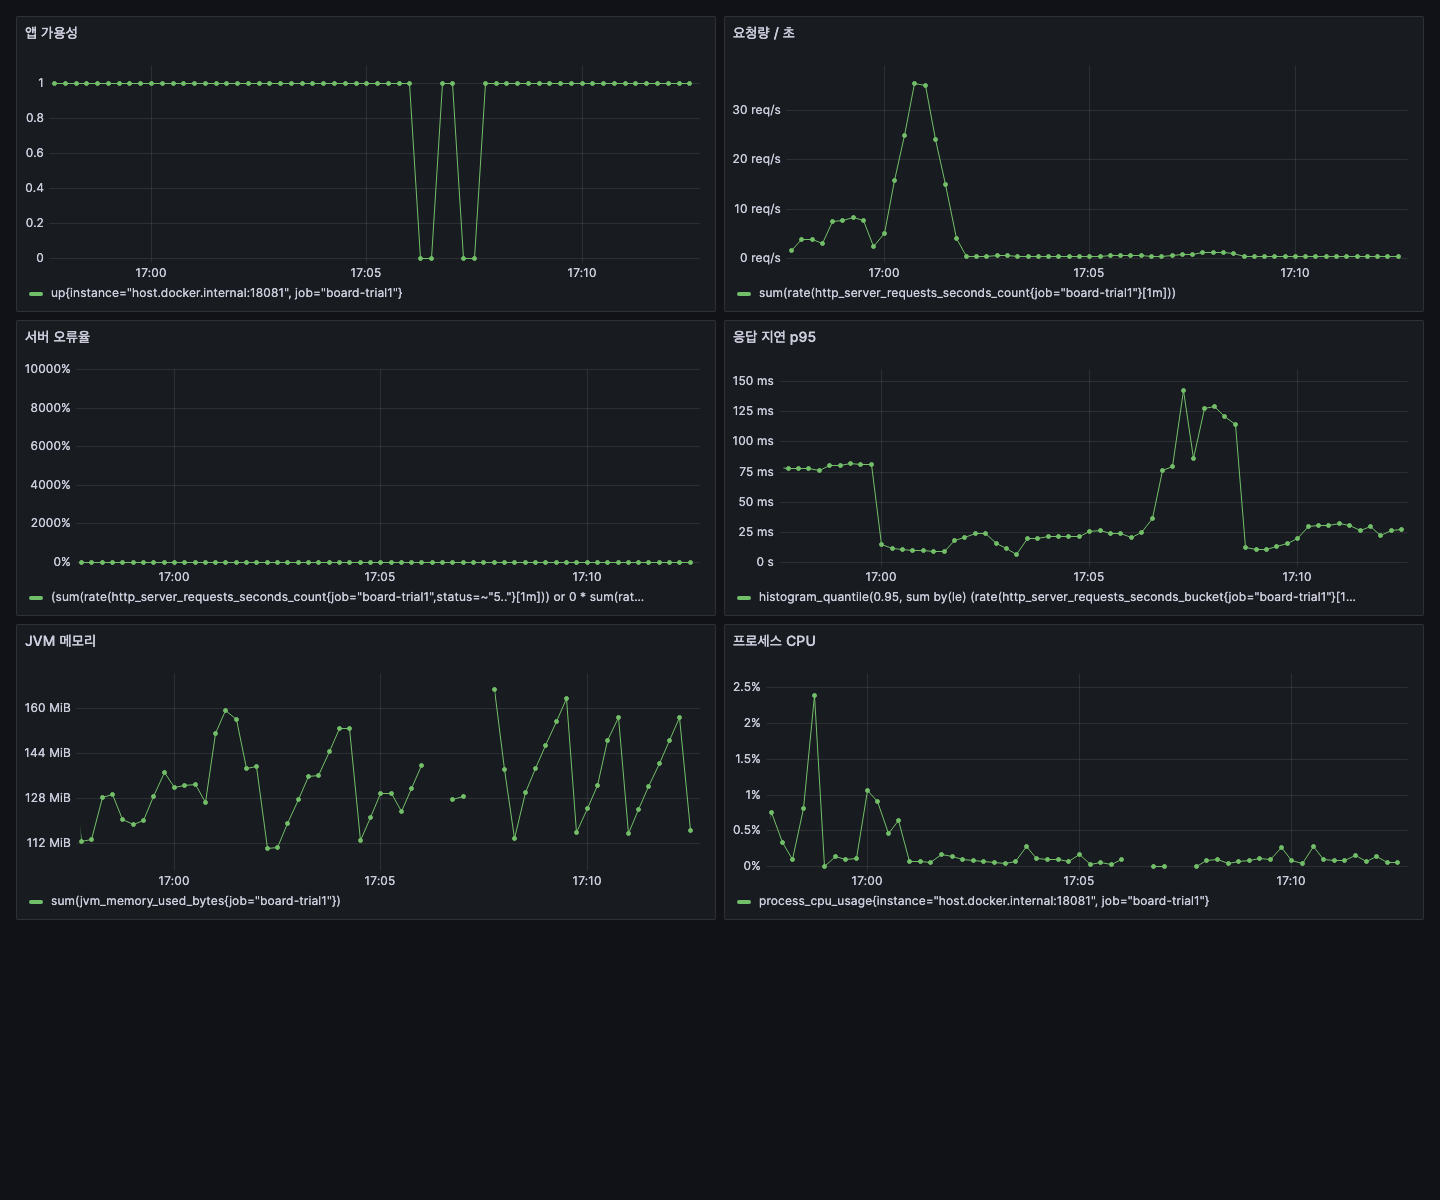 앱 가용성
1
0.8
0.6
0.4
0.2
0
17:00
17:05
17:10
up{instance="host.docker.internal:18081", job="board-trial1"}
요청량 / 초
30 req/s
20 req/s
10 req/s
0 req/s
17:00
17:05
17:10
sum(rate(http_server_requests_seconds_count{job="board-trial1"}[1m]))
서버 오류율
10000%
8000%
6000%
4000%
2000%
0%
17:00
17:05
17:10
(sum(rate(http_server_requests_seconds_count{job="board-trial1",status=~"5.."}[1m])) or 0 * sum(rat...
응답 지연 p95
150 ms
125 ms
100 ms
75 ms
50 ms
25 ms
0 s
17:00
17:05
17:10
histogram_quantile(0.95, sum by(le) (rate(http_server_requests_seconds_bucket{job="board-trial1"}[1...
JVM 메모리
160 MiB
144 MiB
128 MiB
112 MiB
17:00
17:05
17:10
sum(jvm_memory_used_bytes{job="board-trial1"})
프로세스 CPU
2.5%
2%
1.5%
1%
0.5%
0%
17:00
17:05
17:10
process_cpu_usage{instance="host.docker.internal:18081", job="board-trial1"}